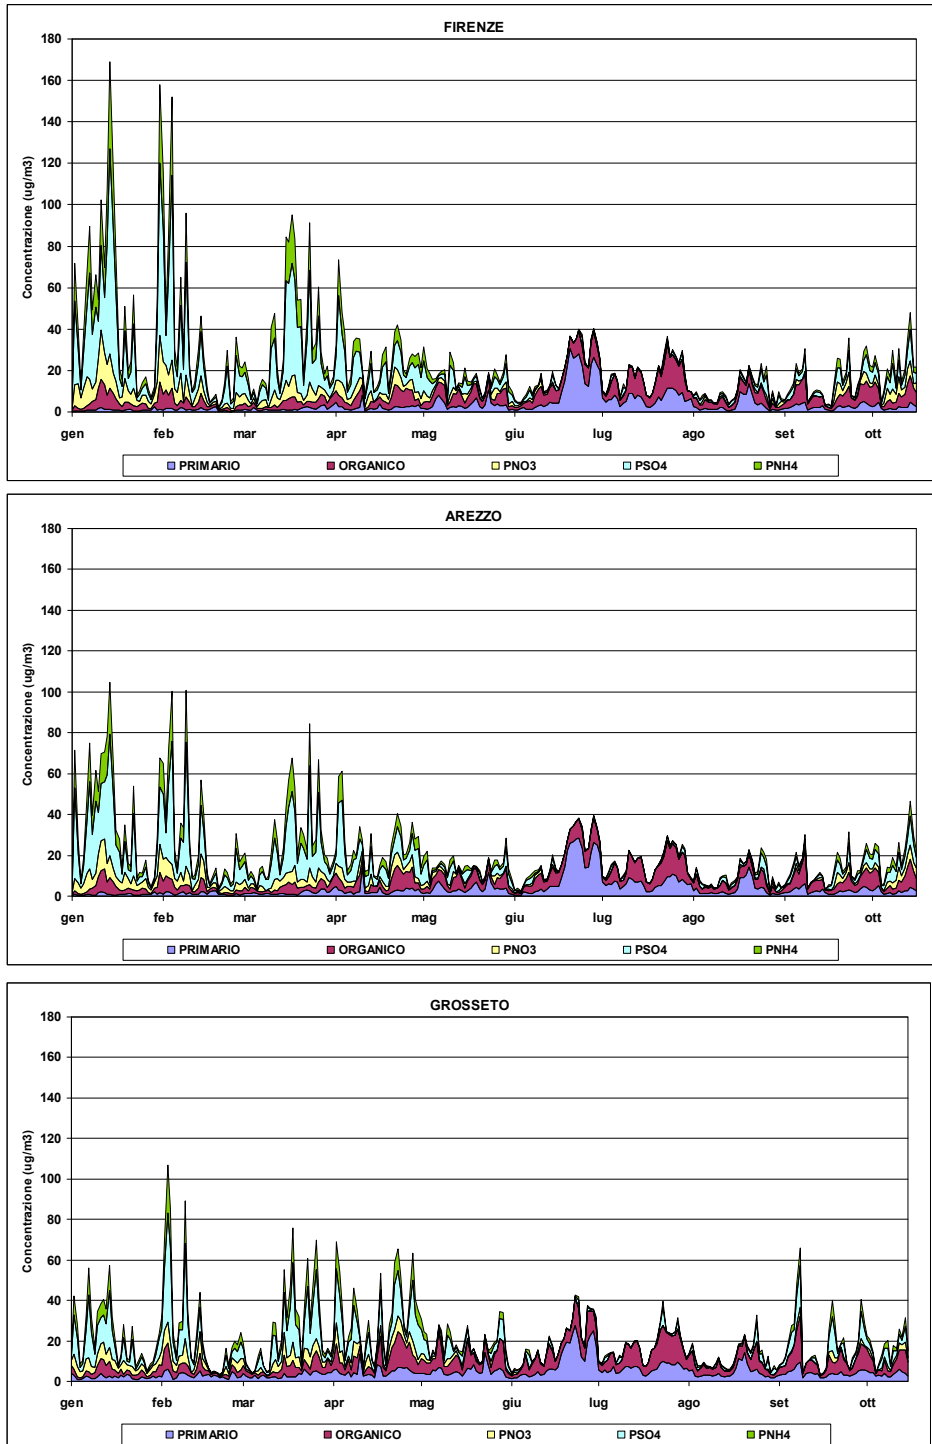 FIRENZE
180
160
140
120
100
80
60
40
20
0
Concentrazione (ug/m3)
gen feb mar apr mag giu lug ago set ott
PRIMARIO ORGANICO PNO3 PSO4 PNH4
AREZZO
180
160
140
120
100
80
60
40
20
0
Concentrazione (ug/m3)
gen feb mar apr mag giu lug ago set ott
PRIMARIO ORGANICO PNO3 PSO4 PNH4
GROSSETO
180
160
140
120
100
80
60
40
20
0
Concentrazione (ug/m3)
gen feb mar apr mag giu lug ago set ott
PRIMARIO ORGANICO PNO3 PSO4 PNH4